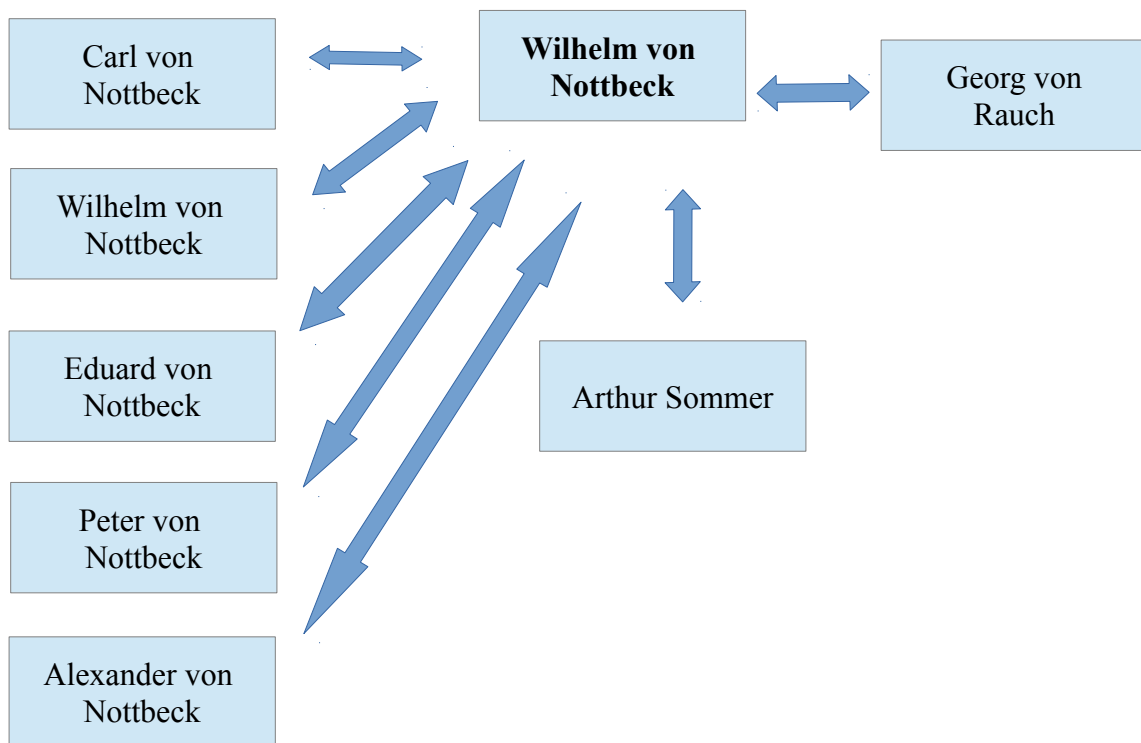 Carl von
Nottbeck
Wilhelm von
Nottbeck
Georg von
Rauch
Wilhelm von
Nottbeck
Eduard von
Nottbeck
Arthur Sommer
Peter von
Nottbeck
Alexander von
Nottbeck